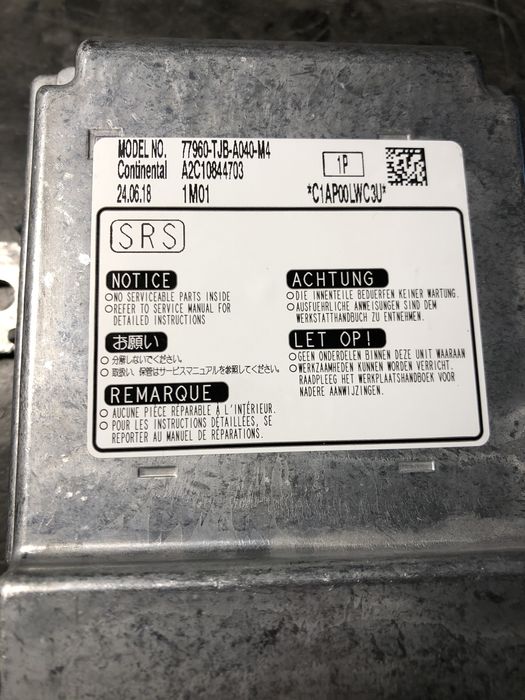 MODEL NO. 77960-TJB-A040-M4
Continental A2C10844703
24.06.18 1M01
1P
*C1AP00LWC3U*
SRS
NOTICE
○NO SERVICEABLE PARTS INSIDE
○REFER TO SERVICE MANUAL FOR
DETAILED INSTRUCTIONS
お願い
○ 分解しないでください。
○ 取扱い、保管はサービスマニュアルを参照してください。
REMARQUE
○ AUCUNE PIÈCE RÉPARABLE À L'INTÉRIEUR.
○ POUR LES INSTRUCTIONS DÉTAILLÉES, SE
REPORTER AU MANUEL DE RÉPARATIONS.
ACHTUNG
○DIE INNENTEILE BEDUERFEN KEINER WARTUNG.
○AUSFUEHRLICHE ANWEISUNGEN SIND DEM
WERKSTATTHANDBUCH ZU ENTNEHMEN.
LET OP!
○GEEN ONDERDELEN BINNEN DEZE UNIT WAARAAN
○WERKZAAMHEDEN KUNNEN WORDEN VERRICHT.
RAADPLEEG HET WERKPLAATSHANDBOEK VOOR
NADERE AANWIJZINGEN.